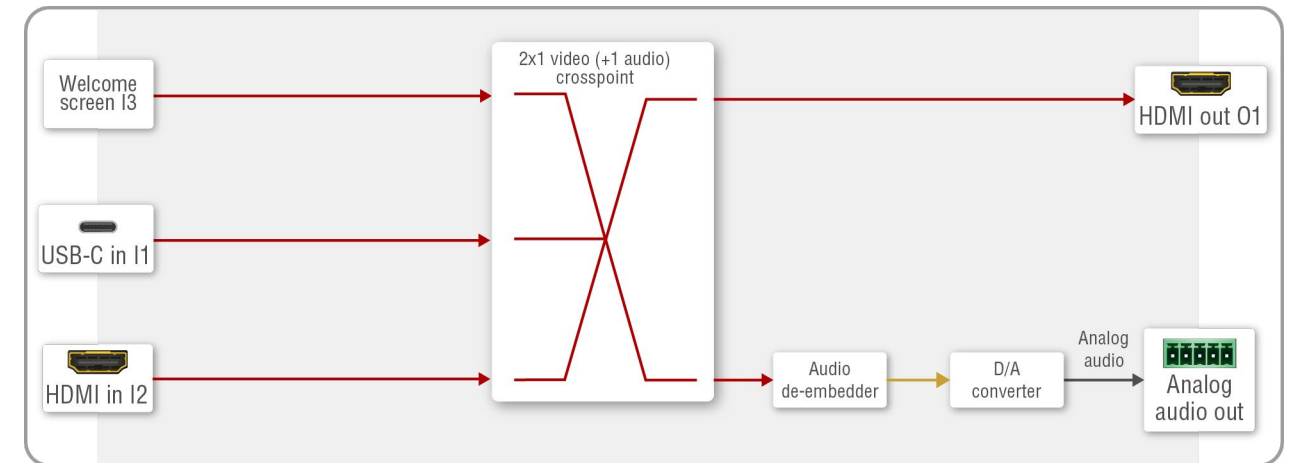 Welcome
screen I3
2x1 video (+1 audio)
crosspoint
HDMI out O1
USB-C in I1
HDMI in I2
Audio
de-embedder
D/A
converter
Analog
audio
Analog
audio out